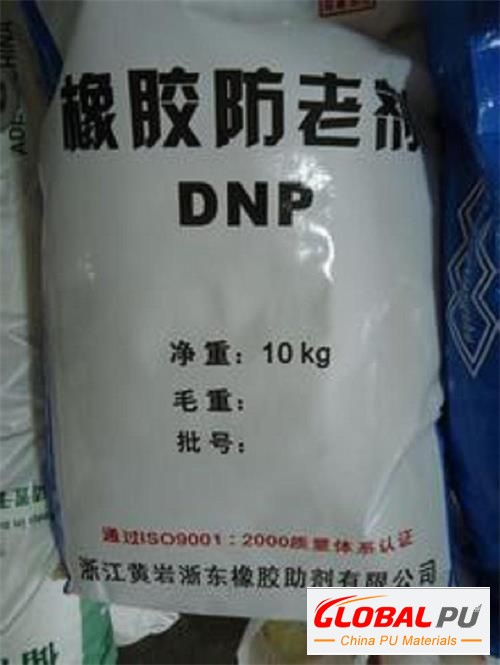 橡胶防老剂
DNP
净重：10 kg
毛重：
批号：
通过ISO9001：2000质量体系认证
浙江黄岩浙东橡胶助剂有限公司
GLOBAL PU
China PU Materials